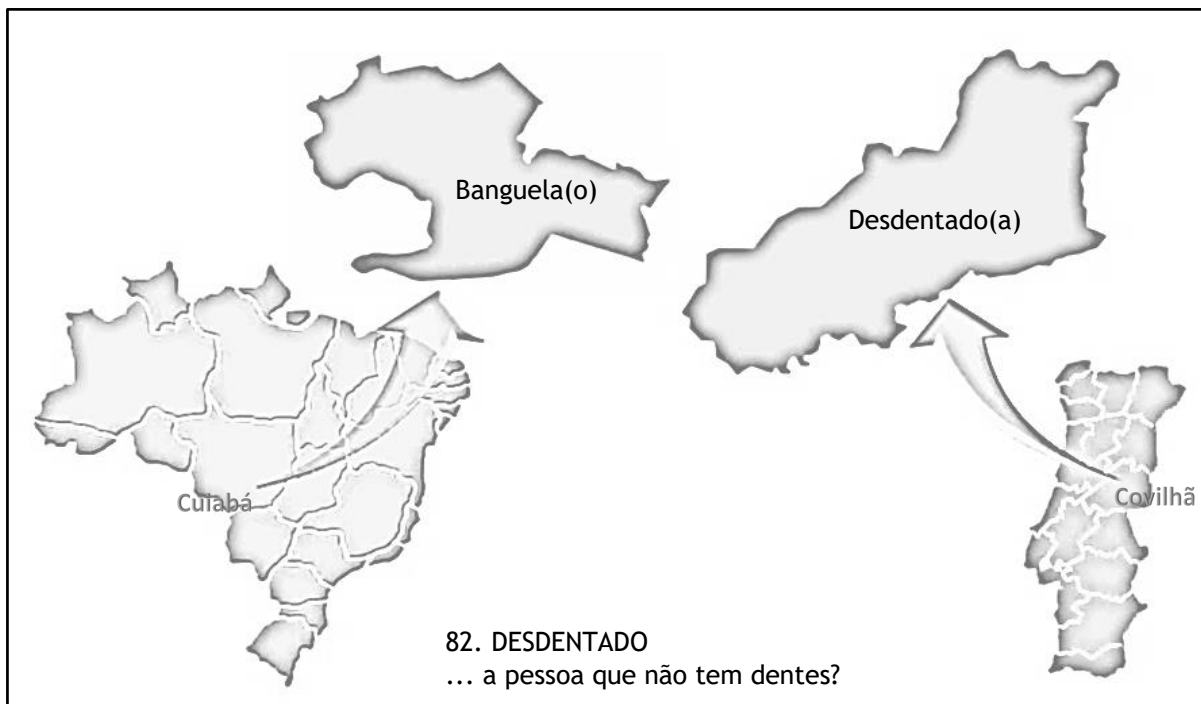 Banguela(o)
Desdentado(a)
Cuiabá
Covilhã
82. DESDENTADO
... a pessoa que não tem dentes?